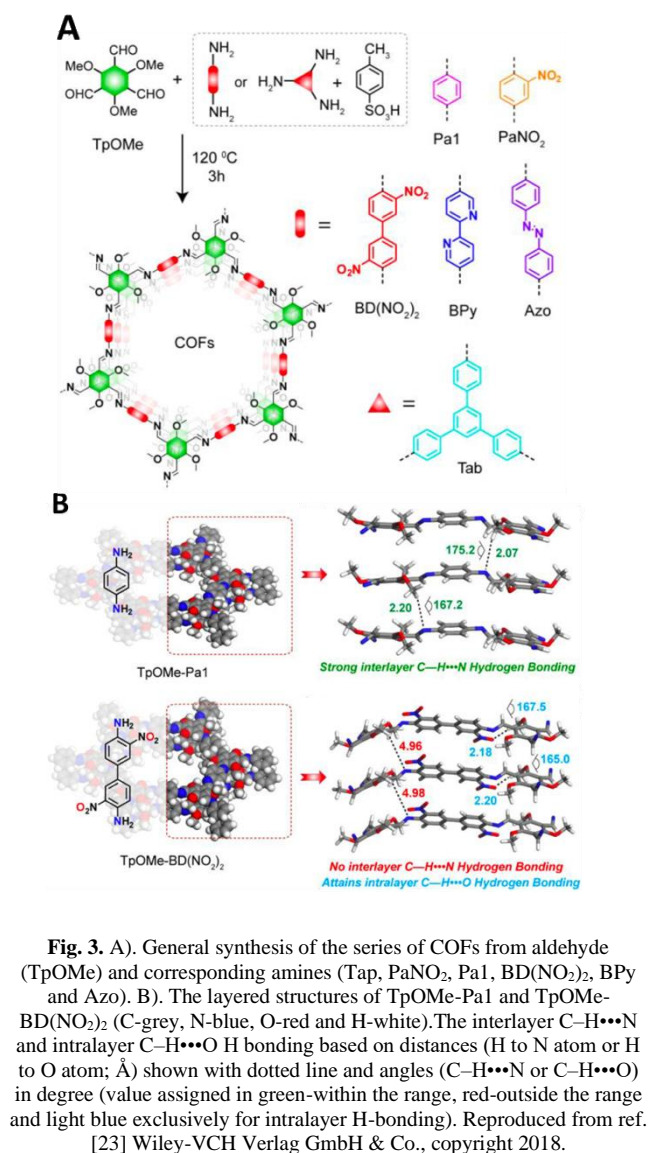 A
CHO
MeO
OMe
OHC
CHO
OMe
TpOMe
+
NH2
NH2
or
NH2
H2N
NH2
+
CH3
SO3H
Pa1
NO2
PaNO2
120 ⁰C
3h
COFs
=
NO2
NO2
BD(NO2)2
N
N
BPy
N
N
Azo
=
Tab
B
NH2
NH2
TpOMe-Pa1
175.2
2.07
2.20
167.2
Strong interlayer C—H•••N Hydrogen Bonding
NH2
NO2
O2N
NH2
TpOMe-BD(NO2)2
167.5
4.96
2.18
165.0
4.98
2.20
No interlayer C—H•••N Hydrogen Bonding
Attains intralayer C—H•••O Hydrogen Bonding
Fig. 3. A). General synthesis of the series of COFs from aldehyde
(TpOMe) and corresponding amines (Tap, PaNO2, Pa1, BD(NO2)2, BPy
and Azo). B). The layered structures of TpOMe-Pa1 and TpOMe-
BD(NO2)2 (C-grey, N-blue, O-red and H-white).The interlayer C–H•••N
and intralayer C–H•••O H bonding based on distances (H to N atom or H
to O atom; Å) shown with dotted line and angles (C–H•••N or C–H•••O)
in degree (value assigned in green-within the range, red-outside the range
and light blue exclusively for intralayer H-bonding). Reproduced from ref.
[23] Wiley-VCH Verlag GmbH & Co., copyright 2018.